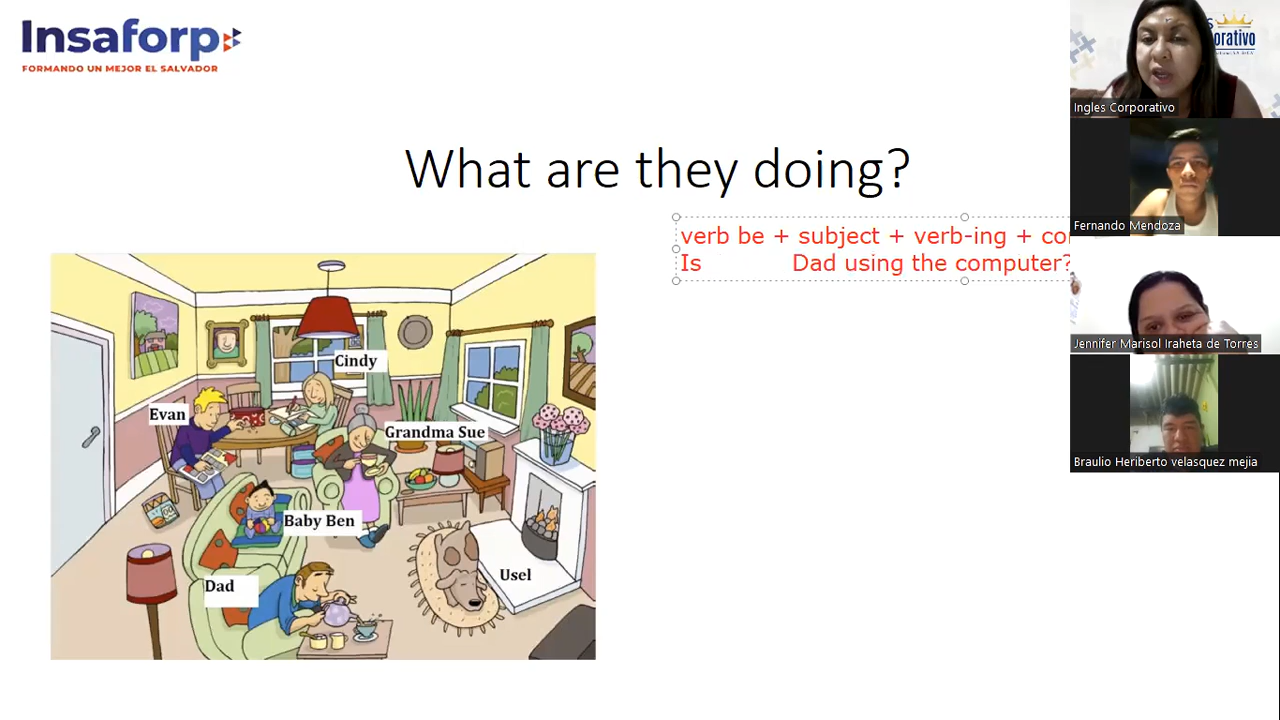 Insaforp
FORMANDO UN MEJOR EL SALVADOR
What are they doing?
verb be + subject + verb-ing +
Is Dad using the computer?
Cindy
Evan
Grandma Sue
Baby Ben
Usel
Dad
orativo
Ingles Corporativo
Fernando Mendoza
Jennifer Marisol Iraheta de Torres
Braulio Heriberto velasquez mejia